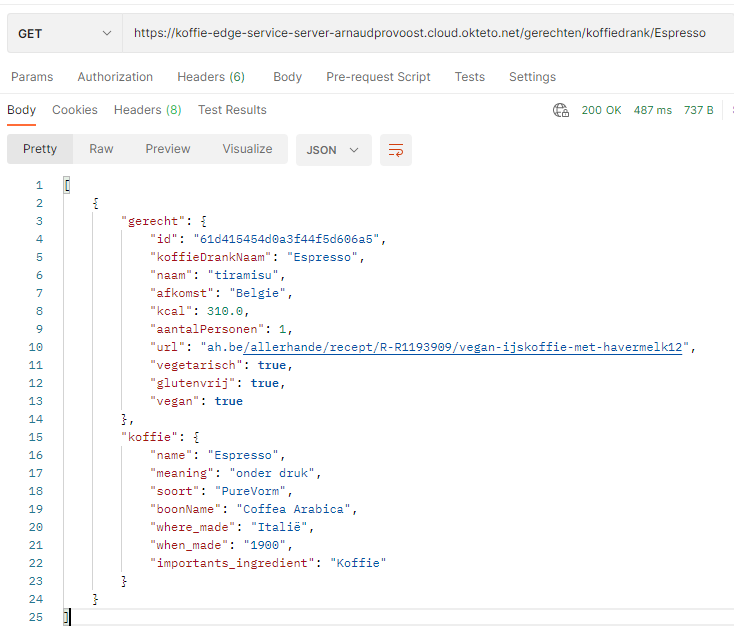 GET https://koffie-edge-service-server-arnaudprovoost.cloud.okteto.net/gerechten/koffiedrank/Espresso
Params Authorization Headers (6) Body Pre-request Script Tests Settings
Body Cookies Headers (8) Test Results 200 OK 487 ms 737 B
Pretty Raw Preview Visualize JSON
1 [
2 {
3 "gerecht": {
4 "id": "61d415454d0a3f44f5d606a5",
5 "koffieDrankNaam": "Espresso",
6 "naam": "tiramisu",
7 "afkomst": "Belgie",
8 "kcal": 310.0,
9 "aantalPersonen": 1,
10 "url": "ah.be/allerhande/recept/R-R1193909/vegan-ijskoffie-met-havermelk12",
11 "vegetarisch": true,
12 "glutenvrij": true,
13 "vegan": true
14 },
15 "koffie": {
16 "name": "Espresso",
17 "meaning": "onder druk",
18 "soort": "PureVorm",
19 "boonName": "Coffea Arabica",
20 "where_made": "Italië",
21 "when_made": "1900",
22 "importants_ingredient": "Koffie"
23 }
24 }
25 ]